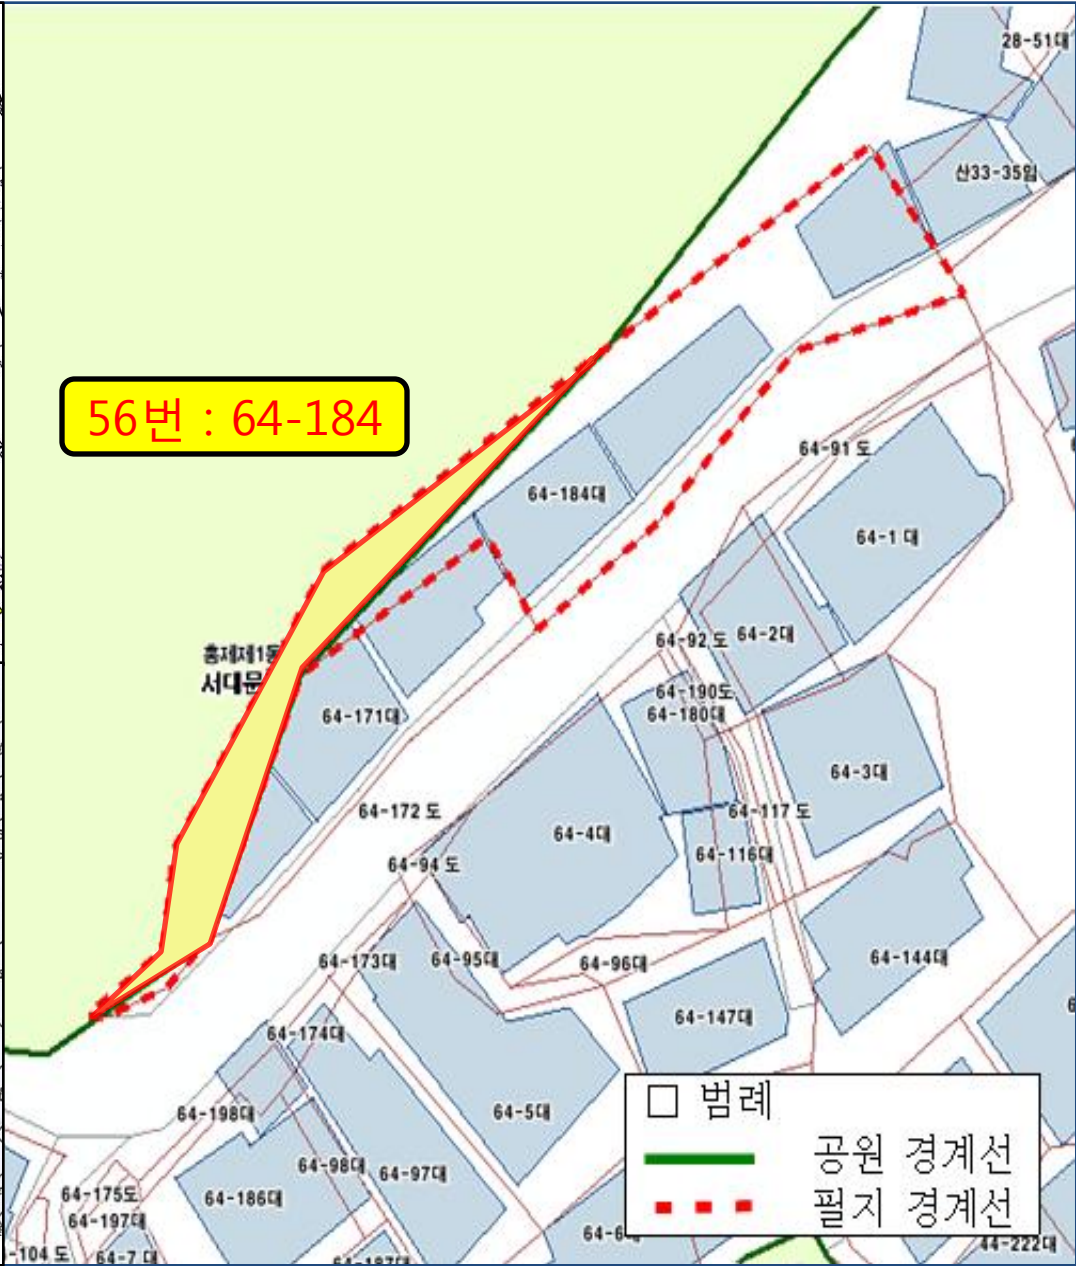 28-51대
산33-35임
56번 : 64-184
64-91 도
64-184대
64-1 대
64-92 도
64-2대
홍제제1동
서대문
64-190도
64-180대
64-171대
64-3대
64-172 도
64-117 도
64-4대
64-116대
64-94 도
64-173대
64-95대
64-96대
64-144대
64-147대
64-174대
64-198대
64-5대
64-98대
64-97대
64-175도
64-186대
64-197대
-104 도
64-7 대
64-187대
64-6
44-222대
범례
공원 경계선
필지 경계선